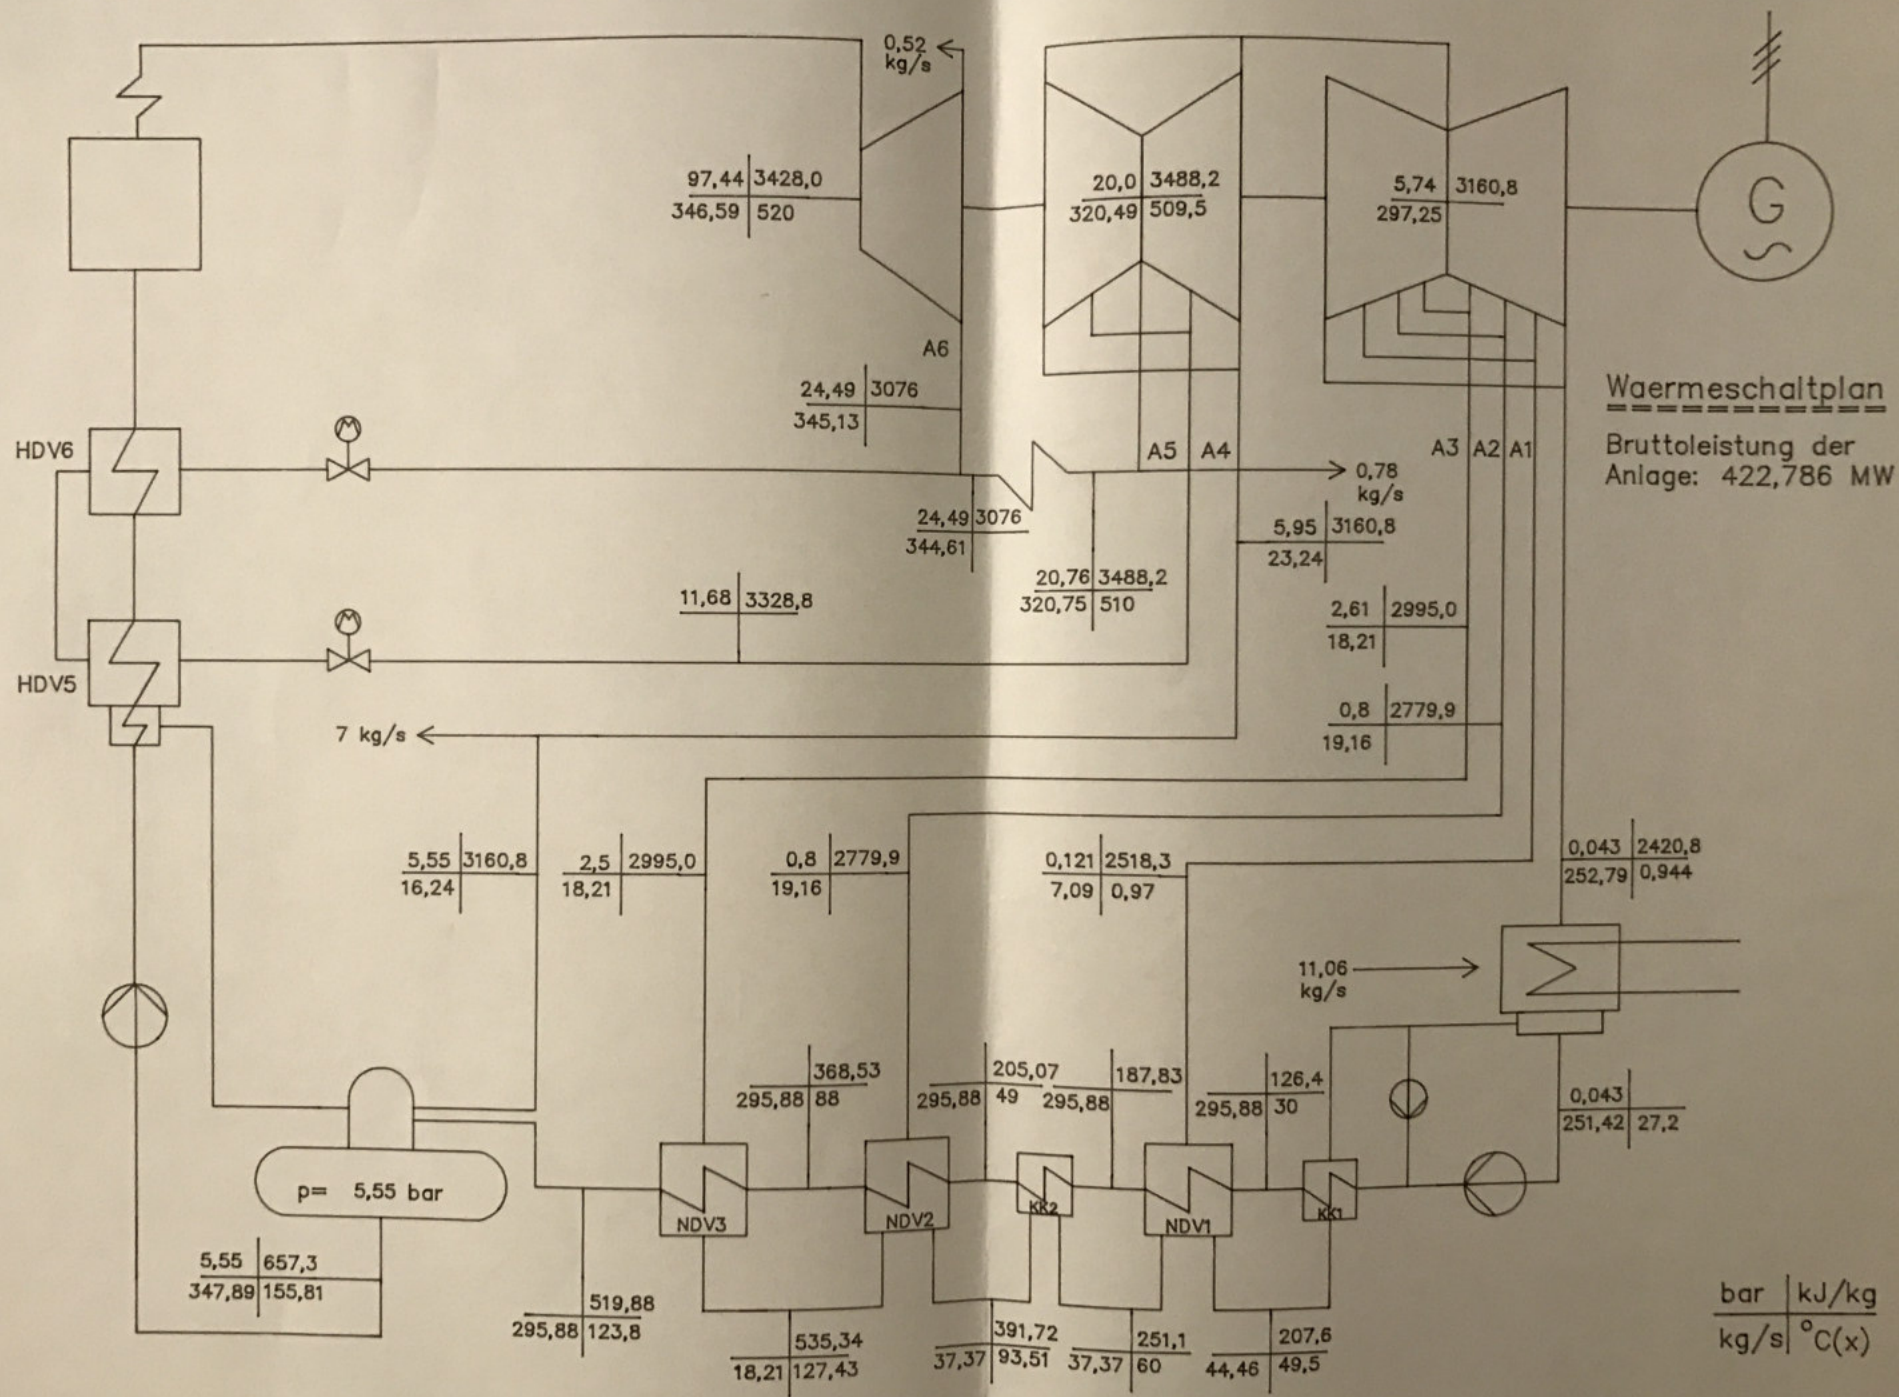 0,52
kg/s
97,44 3428,0
346,59 520
20,0 3488,2
320,49 509,5
5,74 3160,8
297,25
G
A6
24,49 3076
345,13
Waermeschaltplan
Bruttoleistung der
Anlage: 422,786 MW
HDV6
A5 A4
A3 A2 A1
0,78
kg/s
24,49 3076
344,61
5,95 3160,8
23,24
20,76 3488,2
320,75 510
11,68 3328,8
2,61 2995,0
18,21
HDV5
0,8 2779,9
19,16
7 kg/s
5,55 3160,8
16,24
2,5 2995,0
18,21
0,8 2779,9
19,16
0,121 2518,3
7,09 0,97
0,043 2420,8
252,79 0,944
11,06
kg/s
368,53
295,88 88
205,07
295,88 49
187,83
295,88
126,4
295,88 30
0,043
251,42 27,2
p= 5,55 bar
NDV3
NDV2
KK2
NDV1
KK1
5,55 657,3
347,89 155,81
519,88
295,88 123,8
535,34
18,21 127,43
391,72
37,37 93,51
251,1
37,37 60
207,6
44,46 49,5
bar kJ/kg
kg/s °C(x)